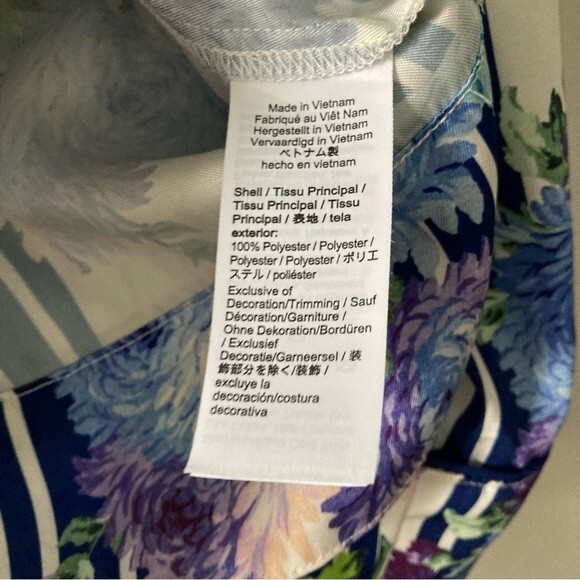 Made in Vietnam
Fabriqué au Viêt Nam
Hergestellt in Vietnam
Vervaardigd in Vietnam
ベトナム製
hecho en vietnam
Shell / Tissu Principal /
Tissu Principal / Tissu
Principal / 表地 / tela
exterior:
100% Polyester / Polyester /
Polyester / Polyester / ポリエ
ステル / poliéster
Exclusive of
Decoration/Trimming / Sauf
Décoration/Garniture /
Ohne Dekoration/Bordüren
/ Exclusief
Decoratie/Garneersel / 装
飾部分を除く/装飾 /
excluye la
decoración/costura
decorativa